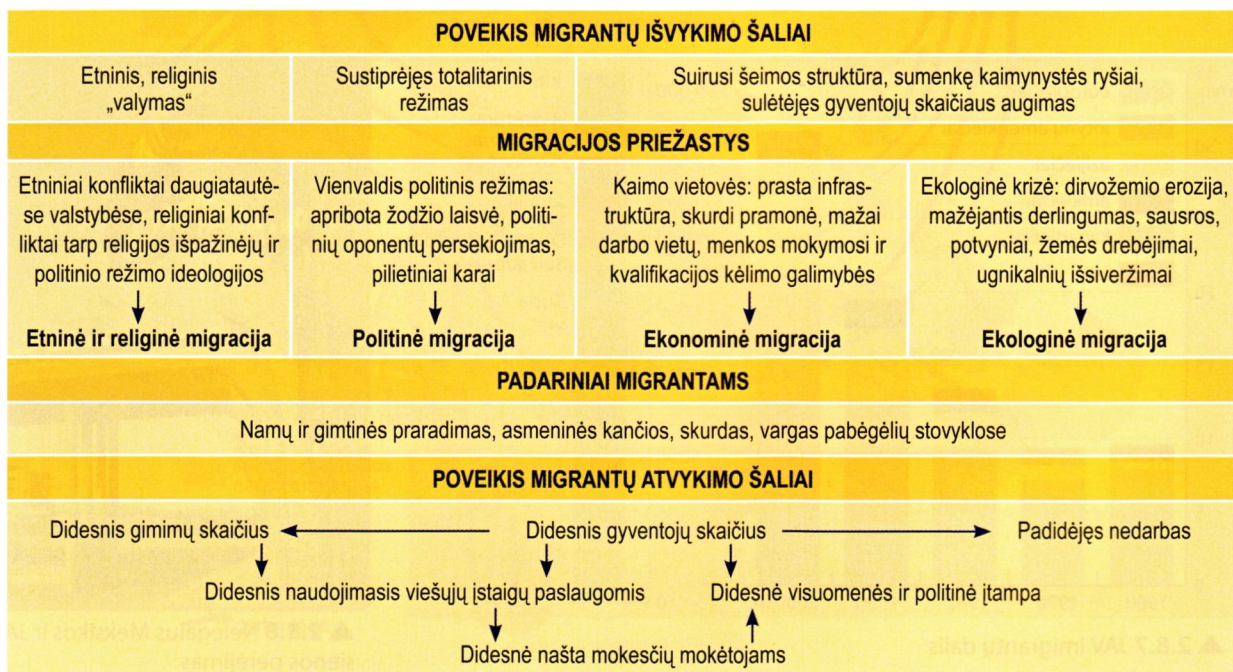 POVEIKIS MIGRANTŲ IŠVYKIMO ŠALIAI
Etninis, religinis
„valymas“
Sustiprėjęs totalitarinis
režimas
Suirusi šeimos struktūra, sumenkę kaimynystės ryšiai,
sulėtėjęs gyventojų skaičiaus augimas
MIGRACIJOS PRIEŽASTYS
Etniniai konfliktai daugiatautė-
se valstybėse, religiniai konf-
liktai tarp religijos išpažinėjų ir
politinio režimo ideologijos
Etninė ir religinė migracija
Vienvaldis politinis režimas:
apribota žodžio laisvė, politi-
nių oponentų persekiojimas,
pilietiniai karai
Politinė migracija
Kaimo vietovės: prasta infras-
truktūra, skurdi pramonė, mažai
darbo vietų, menkos mokymosi ir
kvalifikacijos kėlimo galimybės
Ekonominė migracija
Ekologinė krizė: dirvožemio erozija,
mažėjantis derlingumas, sausros,
potvyniai, žemės drebėjimai,
ugnikalnių išsiveržimai
Ekologinė migracija
PADARINIAI MIGRANTAMS
Namų ir gimtinės praradimas, asmeninės kančios, skurdas, vargas pabėgėlių stovyklose
POVEIKIS MIGRANTŲ ATVYKIMO ŠALIAI
Didesnis gimimų skaičius
Didesnis gyventojų skaičius
Padidėjęs nedarbas
Didesnis naudojimasis viešųjų įstaigų paslaugomis
Didesnė visuomenės ir politinė įtampa
Didesnė našta mokesčių mokėtojams